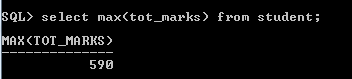 SQL> select max(tot_marks) from student;
MAX(TOT_MARKS)
--------------
590